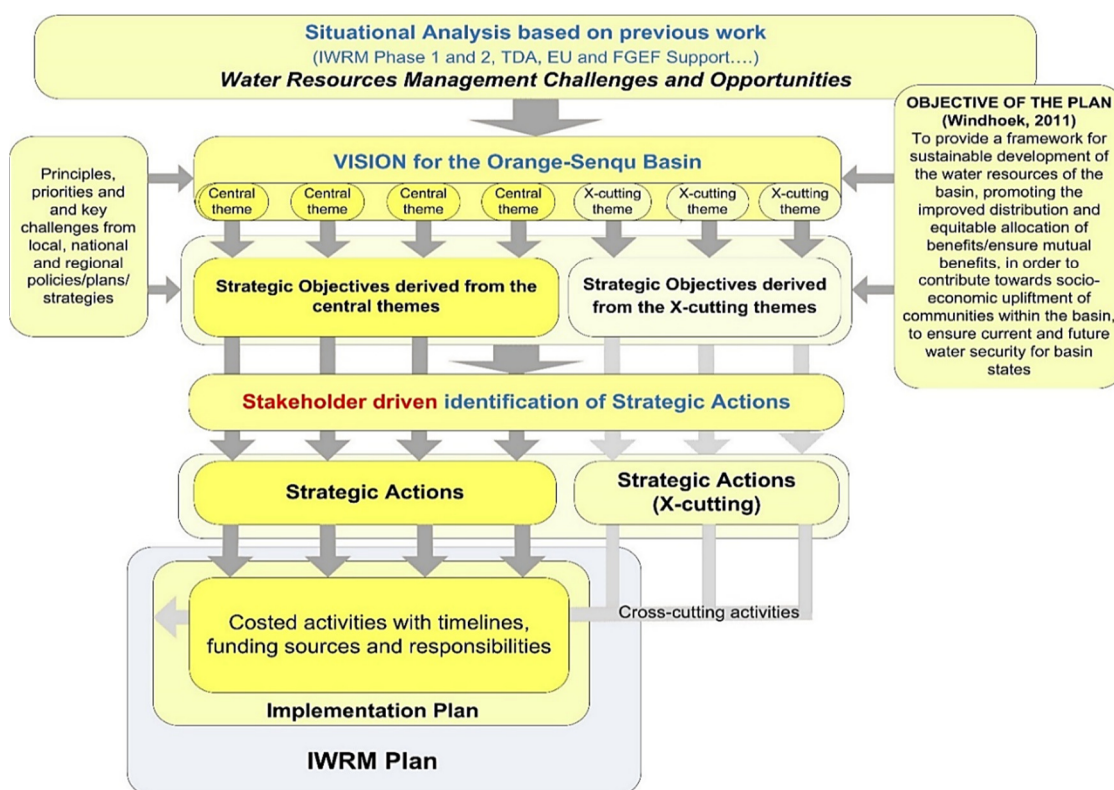 Situational Analysis based on previous work
(IWRM Phase 1 and 2, TDA, EU and FGEF Support….)
Water Resources Management Challenges and Opportunities
OBJECTIVE OF THE PLAN
(Windhoek, 2011)
To provide a framework for
sustainable development of
the water resources of the
basin, promoting the
improved distribution and
equitable allocation of
benefits/ensure mutual
benefits, in order to
contribute towards socio-
economic upliftment of
communities within the basin,
to ensure current and future
water security for basin
states
Principles,
priorities and
and key
challenges from
local, national
and regional
policies/plans/
strategies
VISION for the Orange-Senqu Basin
Central
theme
Central
theme
Central
theme
Central
theme
X-cutting
theme
X-cutting
theme
X-cutting
theme
Strategic Objectives derived from the
central themes
Strategic Objectives derived
from the X-cutting themes
Stakeholder driven identification of Strategic Actions
Strategic Actions
Strategic Actions
(X-cutting)
Costed activities with timelines,
funding sources and responsibilities
Cross-cutting activities
Implementation Plan
IWRM Plan